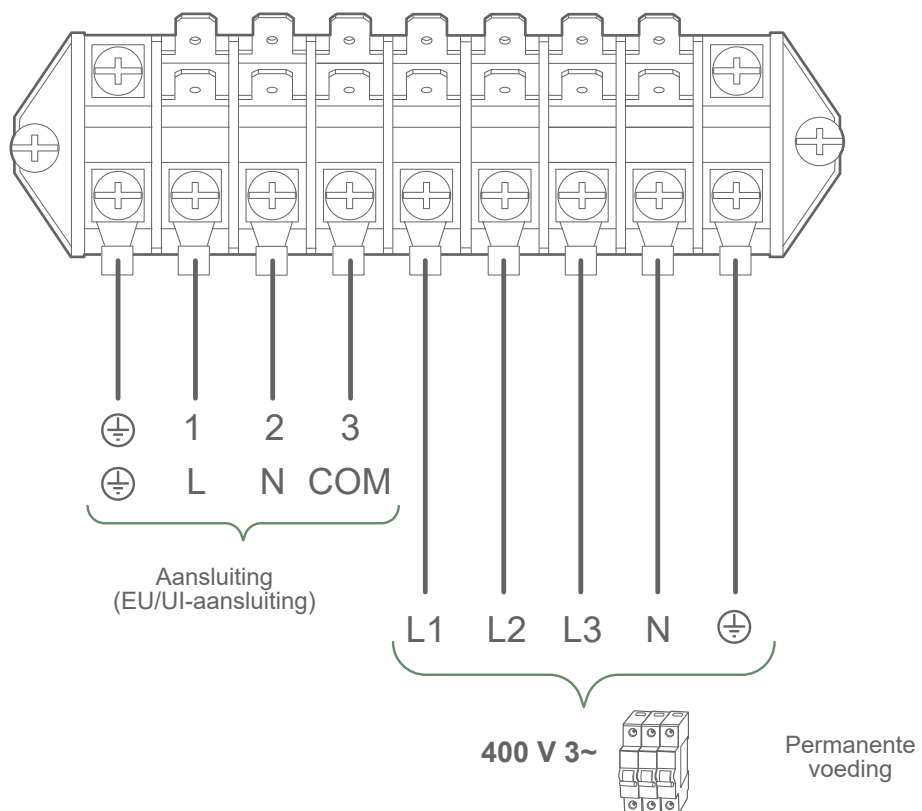 1 2 3
L N COM
Aansluiting
(EU/UI-aansluiting)
L1 L2 L3 N
400 V 3~
Permanente
voeding